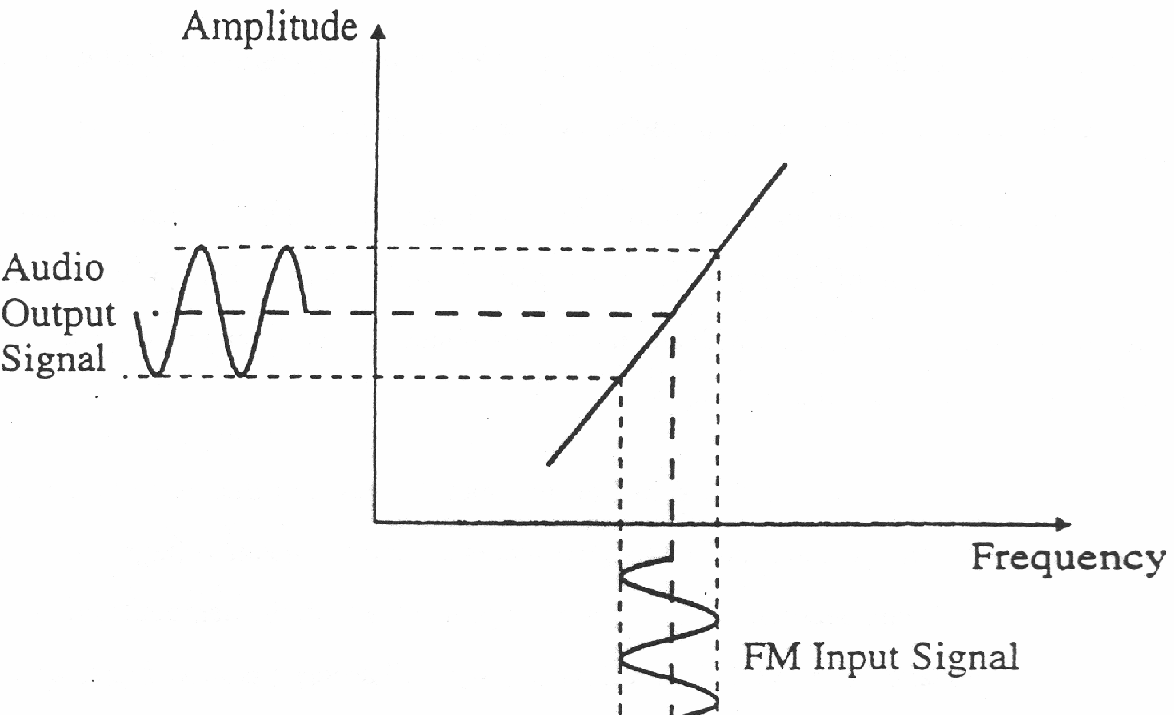 Amplitude
Audio
Output
Signal
Frequency
FM Input Signal